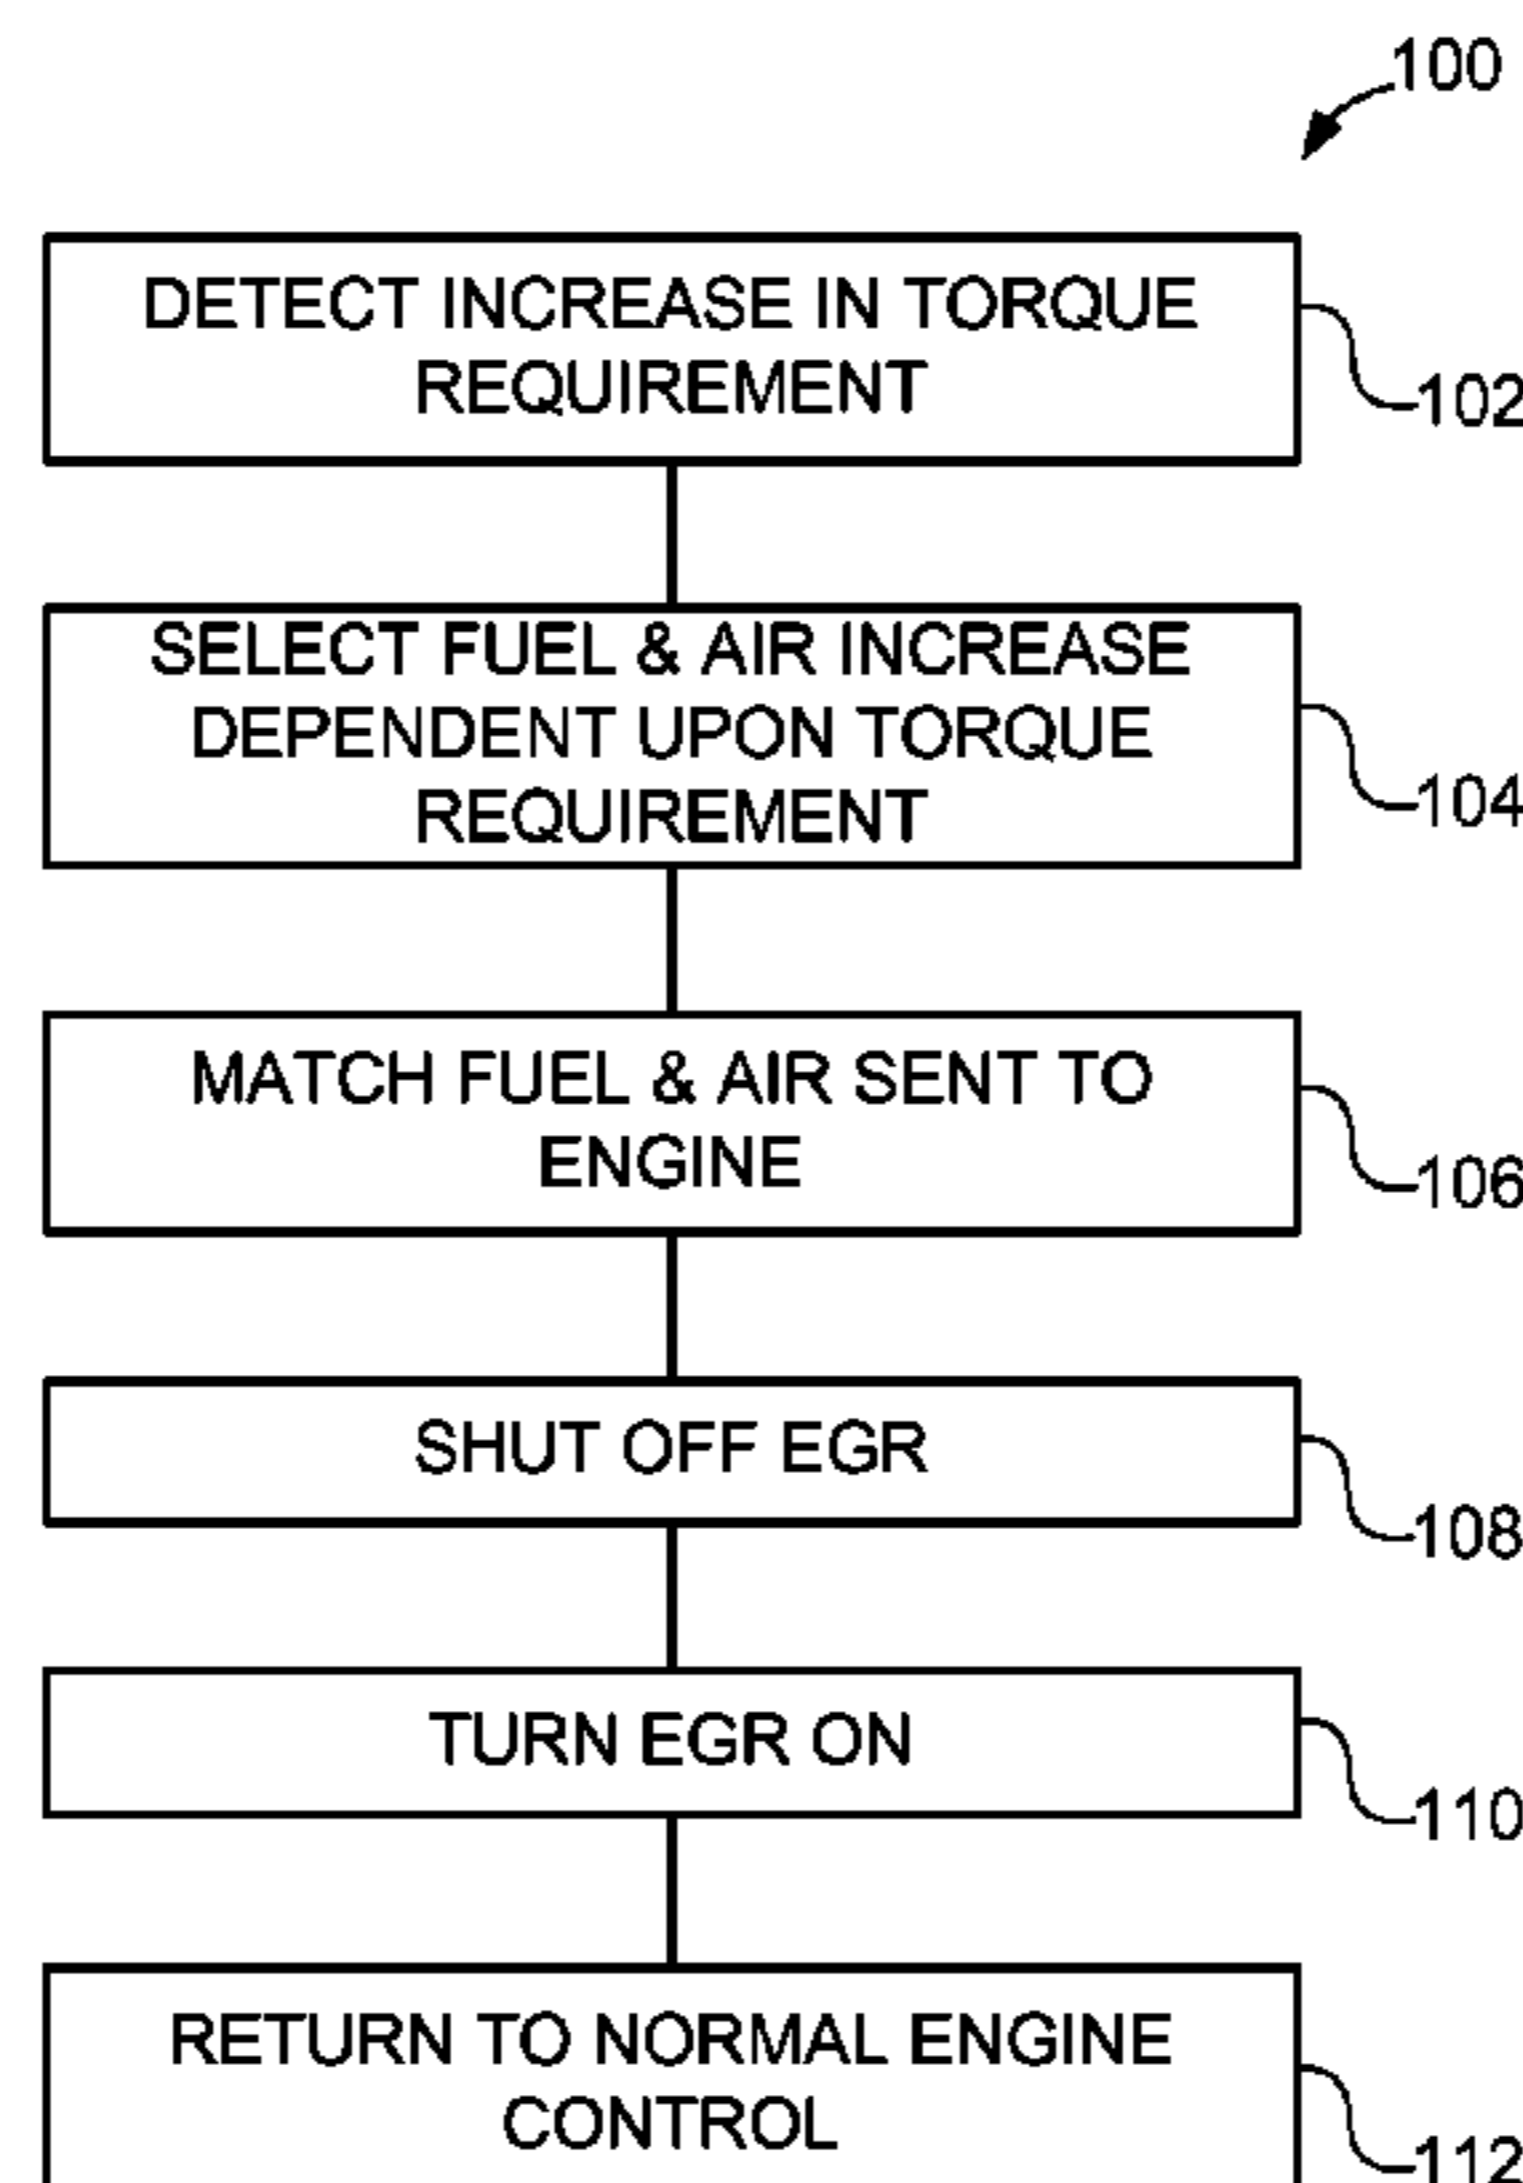 100
DETECT INCREASE IN TORQUE
REQUIREMENT
102
SELECT FUEL & AIR INCREASE
DEPENDENT UPON TORQUE
REQUIREMENT
104
MATCH FUEL & AIR SENT TO
ENGINE
106
SHUT OFF EGR
108
TURN EGR ON
110
RETURN TO NORMAL ENGINE
CONTROL
112